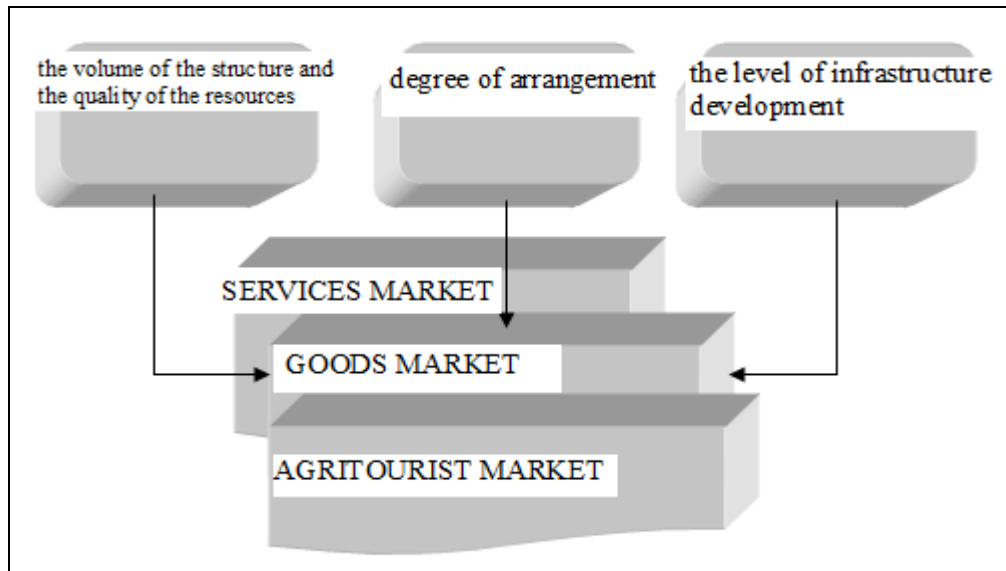 the volume of the structure and
the quality of the resources
degree of arrangement
the level of infrastructure
development
SERVICES MARKET
GOODS MARKET
AGRITOURIST MARKET